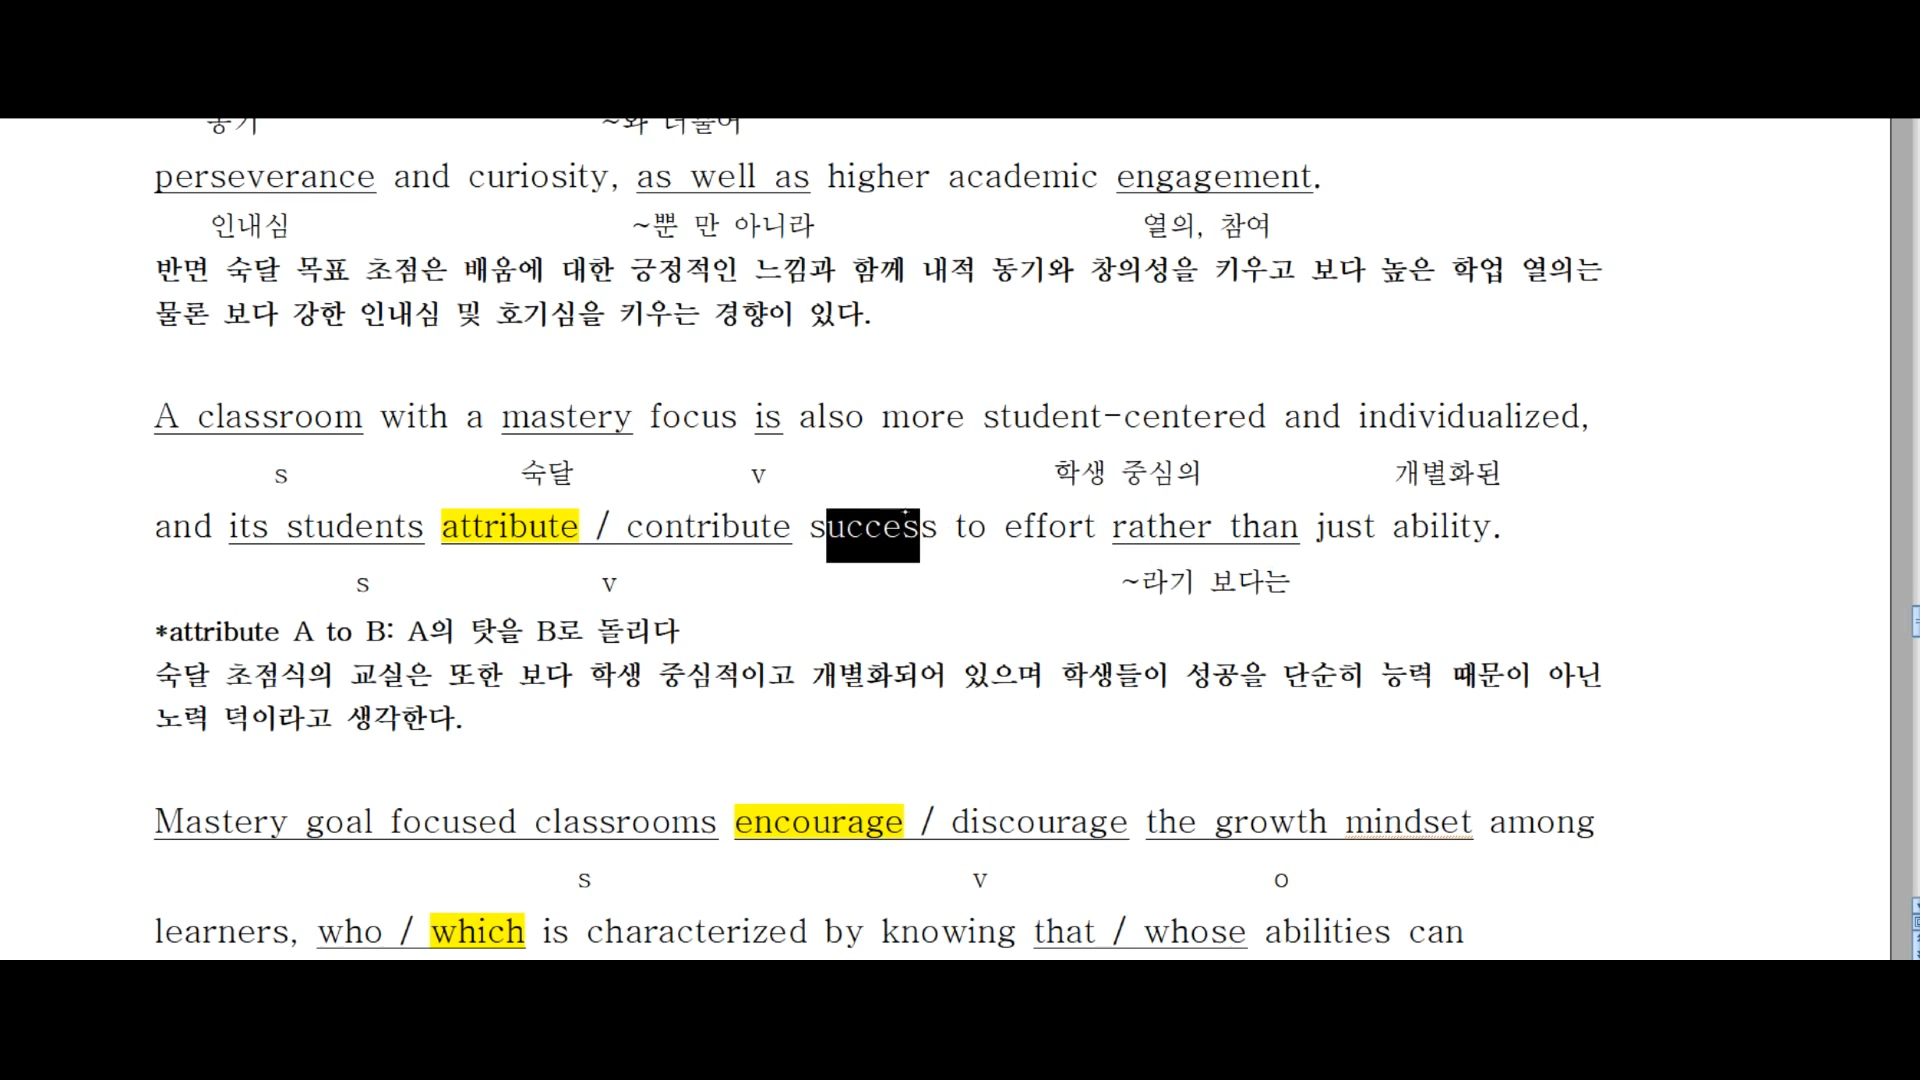 perseverance and curiosity, as well as higher academic engagement.
인내심 ~뿐 만 아니라 열의, 참여
반면 숙달 목표 초점은 배움에 대한 긍정적인 느낌과 함께 내적 동기와 창의성을 키우고 보다 높은 학업 열의는
물론 보다 강한 인내심 및 호기심을 키우는 경향이 있다.
A classroom with a mastery focus is also more student-centered and individualized,
s 숙달 v 학생 중심의 개별화된
and its students attribute / contribute success to effort rather than just ability.
s v ~라기 보다는
*attribute A to B: A의 탓을 B로 돌리다
숙달 초점식의 교실은 또한 보다 학생 중심적이고 개별화되어 있으며 학생들이 성공을 단순히 능력 때문이 아닌
노력 덕이라고 생각한다.
Mastery goal focused classrooms encourage / discourage the growth mindset among
s v o
learners, who / which is characterized by knowing that / whose abilities can